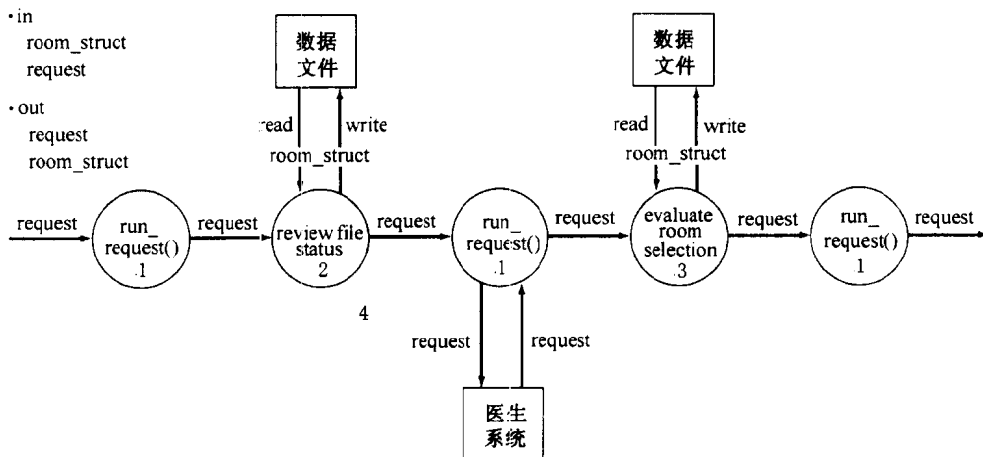 · in
room_struct
request
· out
request
room_struct
数据
文件
read
write
room_struct
数据
文件
read
write
room_struct
request
run_
request()
.1
request
review file
status
2
request
run_
request()
.1
request
evaluate
room
selection
.3
request
run_
request()
.1
request
4
request
request
医生
系统